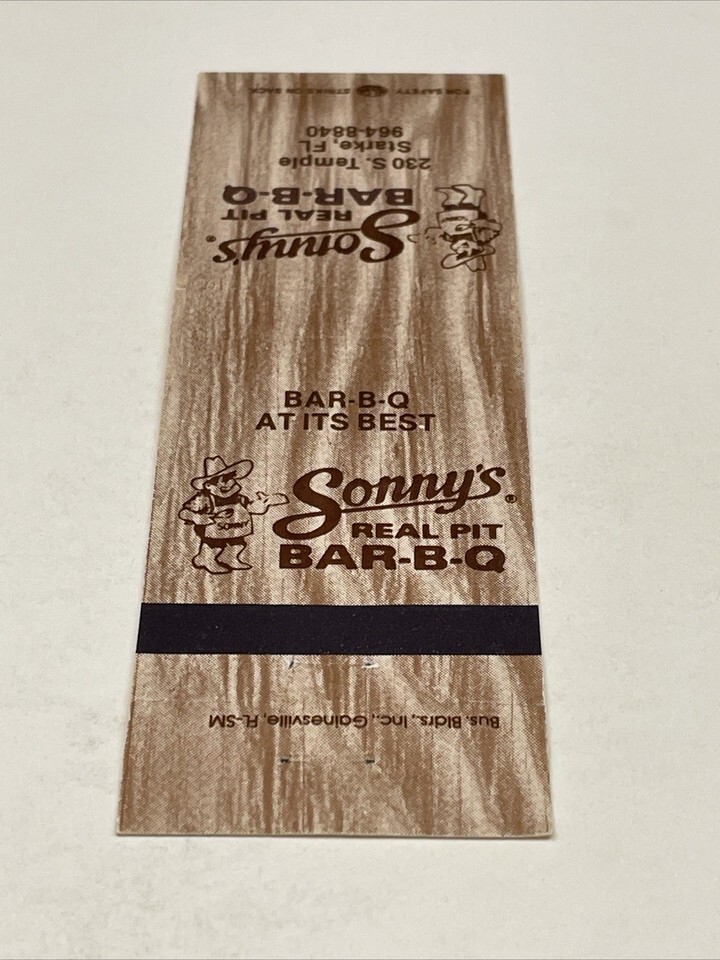 FOR SAFETY STRIKE ON BACK
230 S. Temple
Starke, FL
964-8840
Sonny's®
REAL PIT
BAR-B-Q
BAR-B-Q
AT ITS BEST
SONNY
Sonny's®
REAL PIT
BAR-B-Q
Bus. Bldrs., Inc., Gainesville, FL-SM